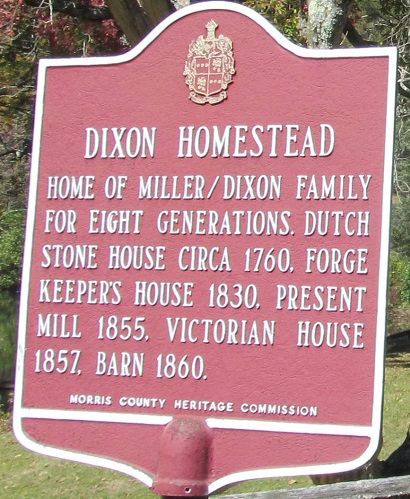 DIXON HOMESTEAD
HOME OF MILLER/DIXON FAMILY
FOR EIGHT GENERATIONS. DUTCH
STONE HOUSE CIRCA 1760. FORGE
KEEPER'S HOUSE 1830. PRESENT
MILL 1855. VICTORIAN HOUSE
1857, BARN 1860.
MORRIS COUNTY HERITAGE COMMISSION